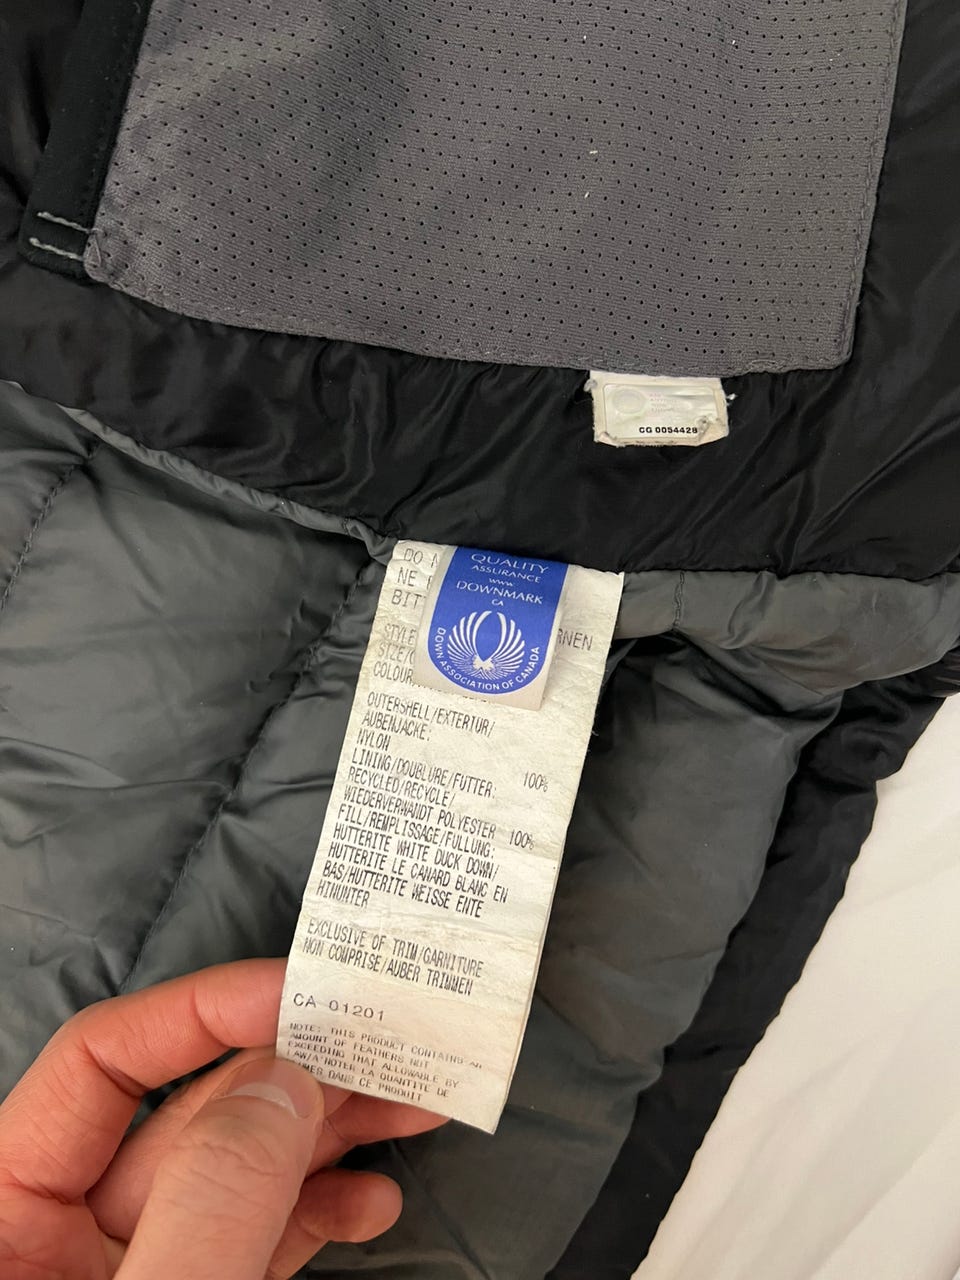 CG 0054428
QUALITY
ASSURANCE
www
DOWNMARK
CA
DOWN ASSOCIATION OF CANADA
DO
NE
BIT
STYLE
RNEN
SIZE/
COLOUR
OUTERSHELL/EXTERIUR/
AUBENJACKE:
NYLON 100%
LINING/DOUBLURE/FUTTER:
RECYCLED/RECYCLE/
WIEDERVERWANDT POLYESTER 100%
FILL/REMPLISSAGE/FULLUNG:
HUTTERITE WHITE DUCK DOWN/
HUTTERITE LE CANARD BLANC EN
BAS/HUTTERITE WEISSE ENTE
HINUNTER
EXCLUSIVE OF TRIM/GARNITURE
NON COMPRISE/AUBER TRIMMEN
CA 01201
NOTE: THIS PRODUCT CONTAINS AN
AMOUNT OF FEATHERS NOT
EXCEEDING THAT ALLOWABLE BY
LAW/A NOTER LA QUANTITE DE
UMES DANS CE PRODUIT